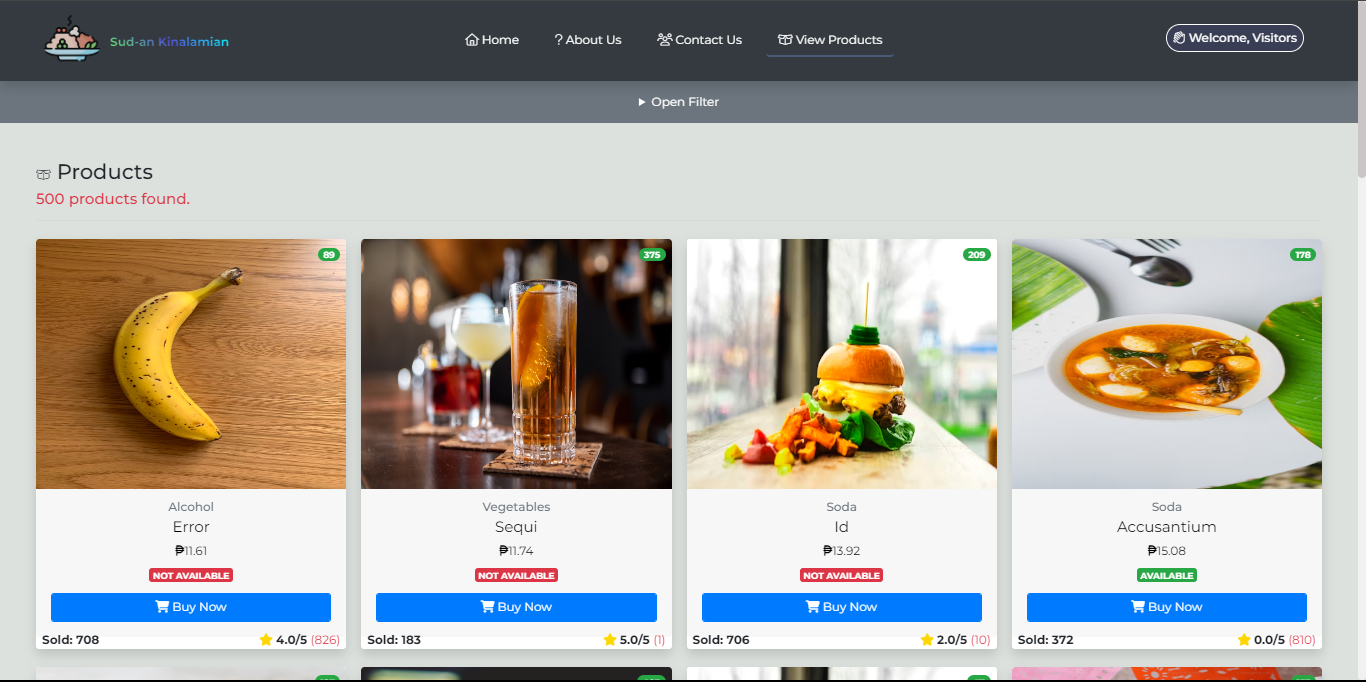 Sud-an Kinalamian
Home
? About Us
Contact Us
View Products
Welcome, Visitors
Open Filter
Products
500 products found.
89
375
209
178
Alcohol
Error
₱11.61
NOT AVAILABLE
Buy Now
Sold: 708
4.0/5 (826)
Vegetables
Sequi
₱11.74
NOT AVAILABLE
Buy Now
Sold: 183
5.0/5 (1)
Soda
Id
₱13.92
NOT AVAILABLE
Buy Now
Sold: 706
2.0/5 (10)
Soda
Accusantium
₱15.08
AVAILABLE
Buy Now
Sold: 372
0.0/5 (810)